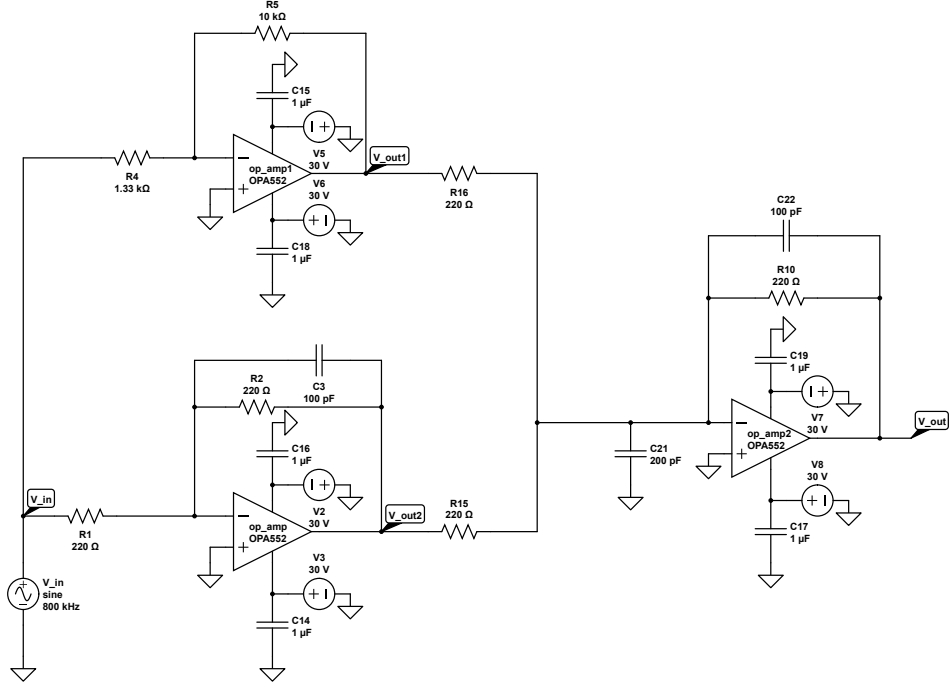 R5
10 kΩ
C15
1 µF
V5
30 V
R4
1.33 kΩ
op_amp1
OPA552
V_out1
V6
30 V
C18
1 µF
R16
220 Ω
C22
100 pF
R10
220 Ω
C19
1 µF
V7
30 V
op_amp2
OPA552
V_out
V8
30 V
C17
1 µF
C21
200 pF
C3
100 pF
R2
220 Ω
C16
1 µF
V2
30 V
V_in
R1
220 Ω
op_amp
OPA552
V_out2
R15
220 Ω
V3
30 V
C14
1 µF
V_in
sine
800 kHz